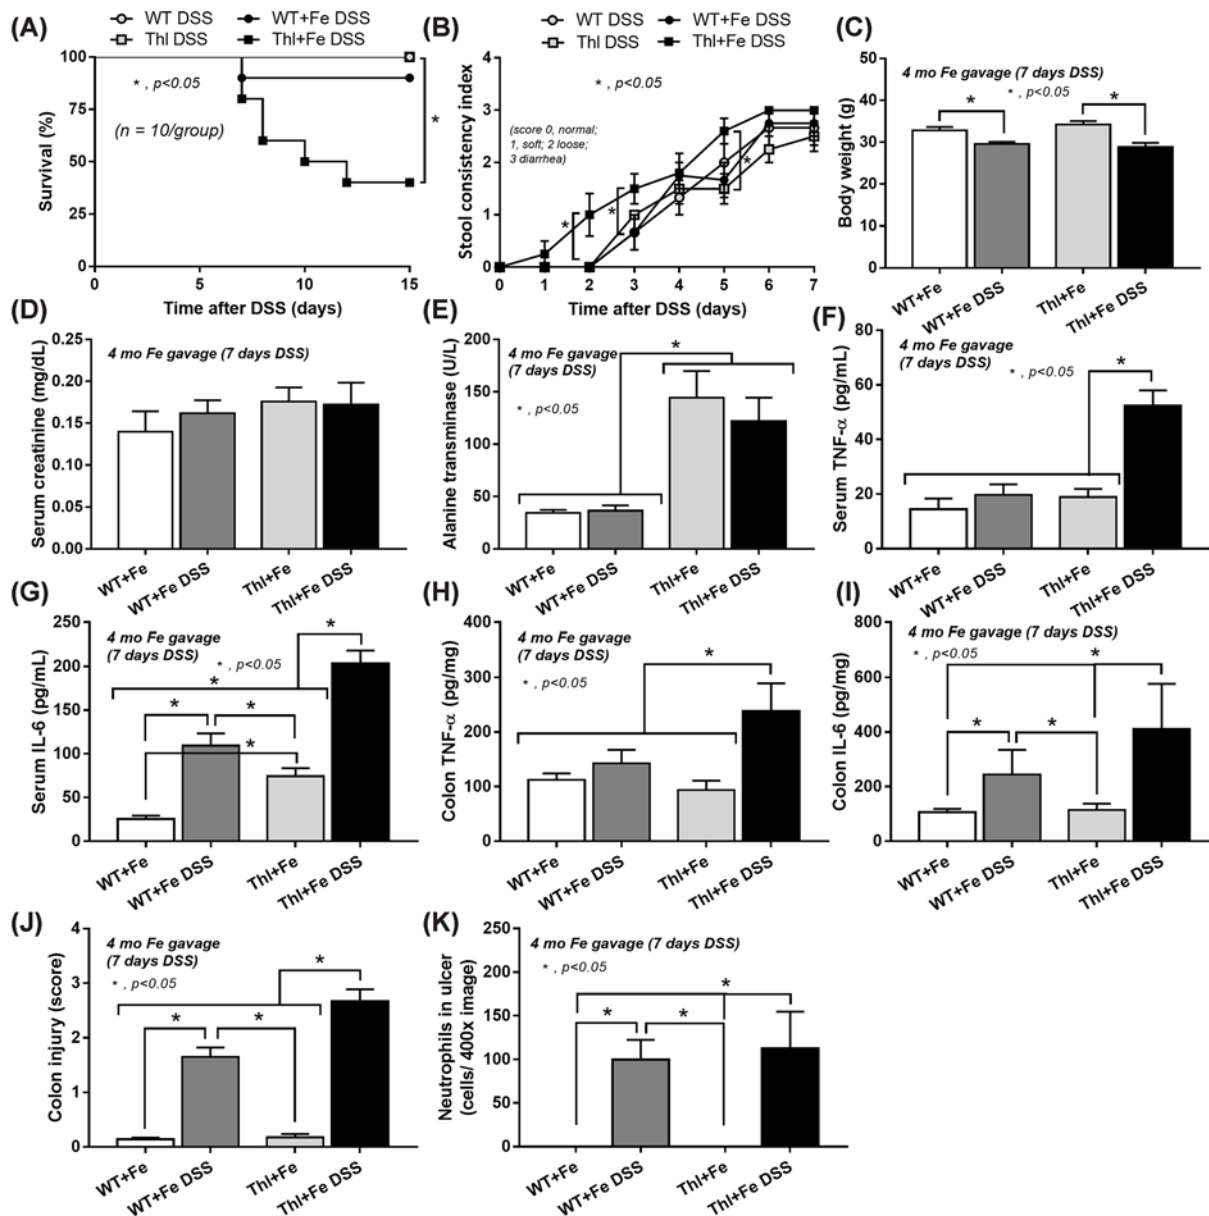 (A)
WT DSS
WT+Fe DSS
Thl DSS
Thl+Fe DSS
Survival (%)
100
50
0
*, p<0.05
(n = 10/group)
*
0
5
10
15
Time after DSS (days)
(B)
WT DSS
WT+Fe DSS
Thl DSS
Thl+Fe DSS
Stool consistency index
4
3
2
1
0
*, p<0.05
(score 0, normal;
1, soft; 2 loose;
3 diarrhea)
*
*
*
0
1
2
3
4
5
6
7
Time after DSS (days)
(C)
4 mo Fe gavage (7 days DSS)
*, p<0.05
*
*
Body weight (g)
50
40
30
20
10
0
WT+Fe
WT+Fe DSS
Thl+Fe
Thl+Fe DSS
(D)
4 mo Fe gavage (7 days DSS)
Serum creatinine (mg/dL)
0.25
0.20
0.15
0.10
0.05
0.00
WT+Fe
WT+Fe DSS
Thl+Fe
Thl+Fe DSS
(E)
4 mo Fe gavage
(7 days DSS)
*, p<0.05
*
Alanine transminase (U/L)
200
150
100
50
0
WT+Fe
WT+Fe DSS
Thl+Fe
Thl+Fe DSS
(F)
4 mo Fe gavage
(7 days DSS)
*, p<0.05
*
Serum TNF-α (pg/mL)
80
60
40
20
0
WT+Fe
WT+Fe DSS
Thl+Fe
Thl+Fe DSS
(G)
4 mo Fe gavage
(7 days DSS)
*, p<0.05
*
*
*
*
*
Serum IL-6 (pg/mL)
250
200
150
100
50
0
WT+Fe
WT+Fe DSS
Thl+Fe
Thl+Fe DSS
(H)
4 mo Fe gavage
(7 days DSS)
*, p<0.05
*
Colon TNF-α (pg/mg)
400
300
200
100
0
WT+Fe
WT+Fe DSS
Thl+Fe
Thl+Fe DSS
(I)
4 mo Fe gavage (7 days DSS)
*, p<0.05
*
*
*
Colon IL-6 (pg/mg)
800
600
400
200
0
WT+Fe
WT+Fe DSS
Thl+Fe
Thl+Fe DSS
(J)
4 mo Fe gavage
(7 days DSS)
*, p<0.05
*
*
*
Colon injury (score)
4
3
2
1
0
WT+Fe
WT+Fe DSS
Thl+Fe
Thl+Fe DSS
(K)
4 mo Fe gavage (7 days DSS)
*, p<0.05
*
*
*
Neutrophils in ulcer
(cells/ 400x image)
250
200
150
100
50
0
WT+Fe
WT+Fe DSS
Thl+Fe
Thl+Fe DSS